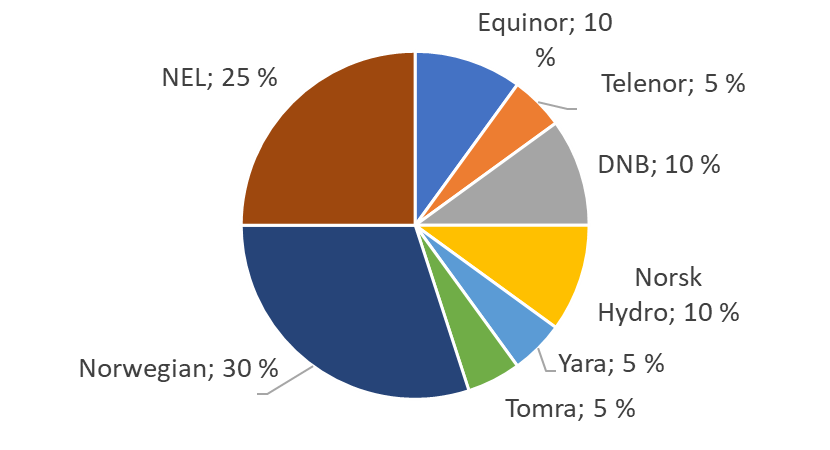 Equinor; 10
%
NEL; 25 %
Telenor; 5 %
DNB; 10 %
Norsk
Hydro; 10 %
Yara; 5 %
Norwegian; 30 %
Tomra; 5 %